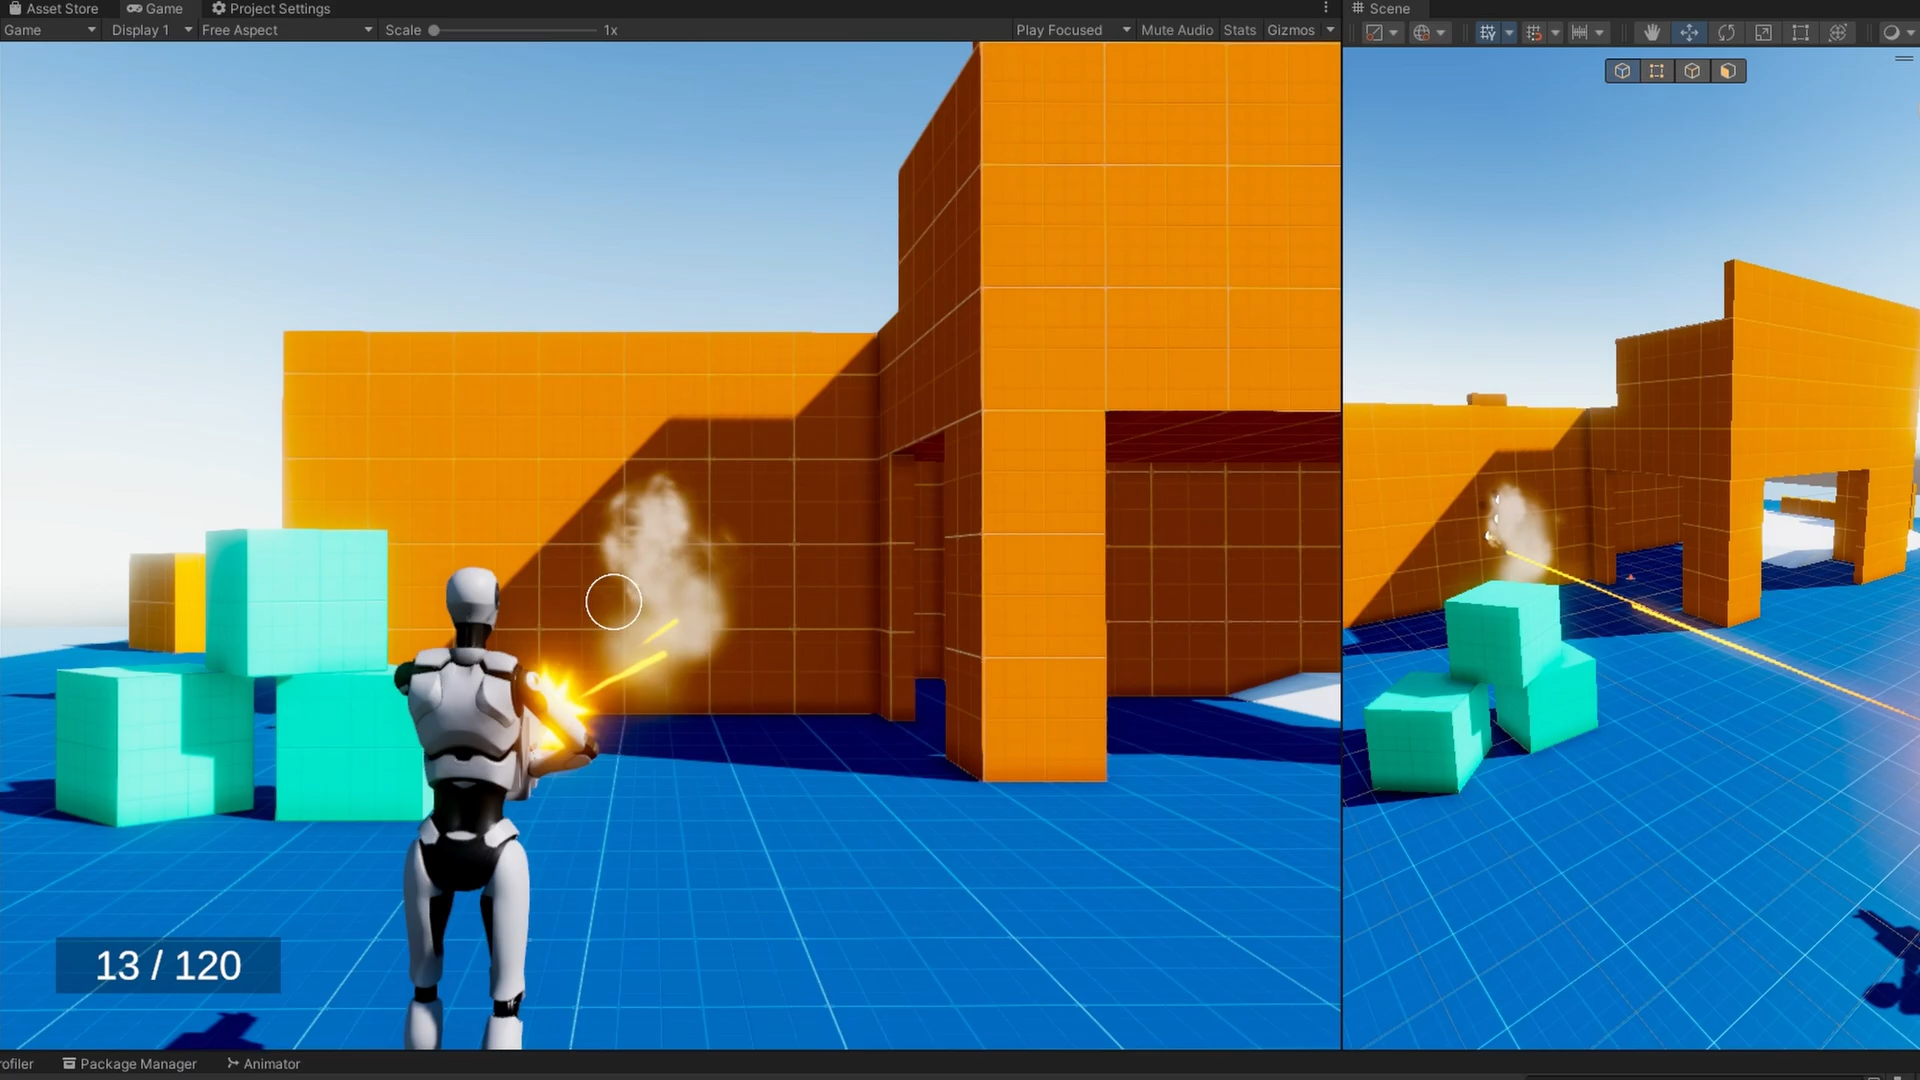 Asset Store Game Project Settings
Game Display 1 Free Aspect Scale 1x Play Focused Mute Audio Stats Gizmos
Scene
13 / 120
rofiler Package Manager Animator